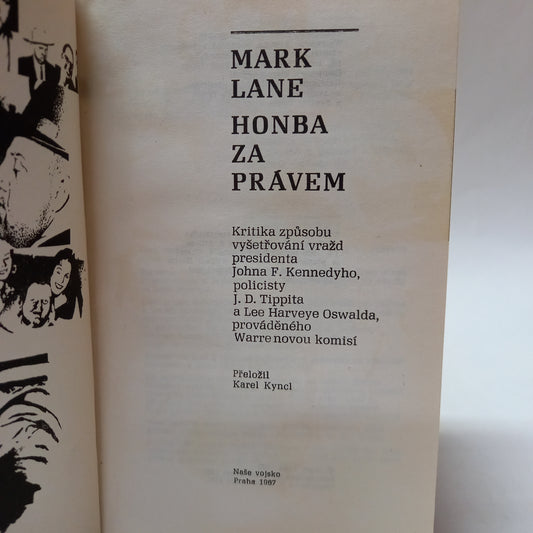 MARK
LANE
HONBA
ZA
PRÁVEM
Kritika způsobu
vyšetřování vražd
presidenta
Johna F. Kennedyho,
policisty
J. D. Tippita
a Lee Harveye Oswalda,
prováděného
Warrenovou komisí
Přeložil
Karel Kyncl
Naše vojsko
Praha 1967